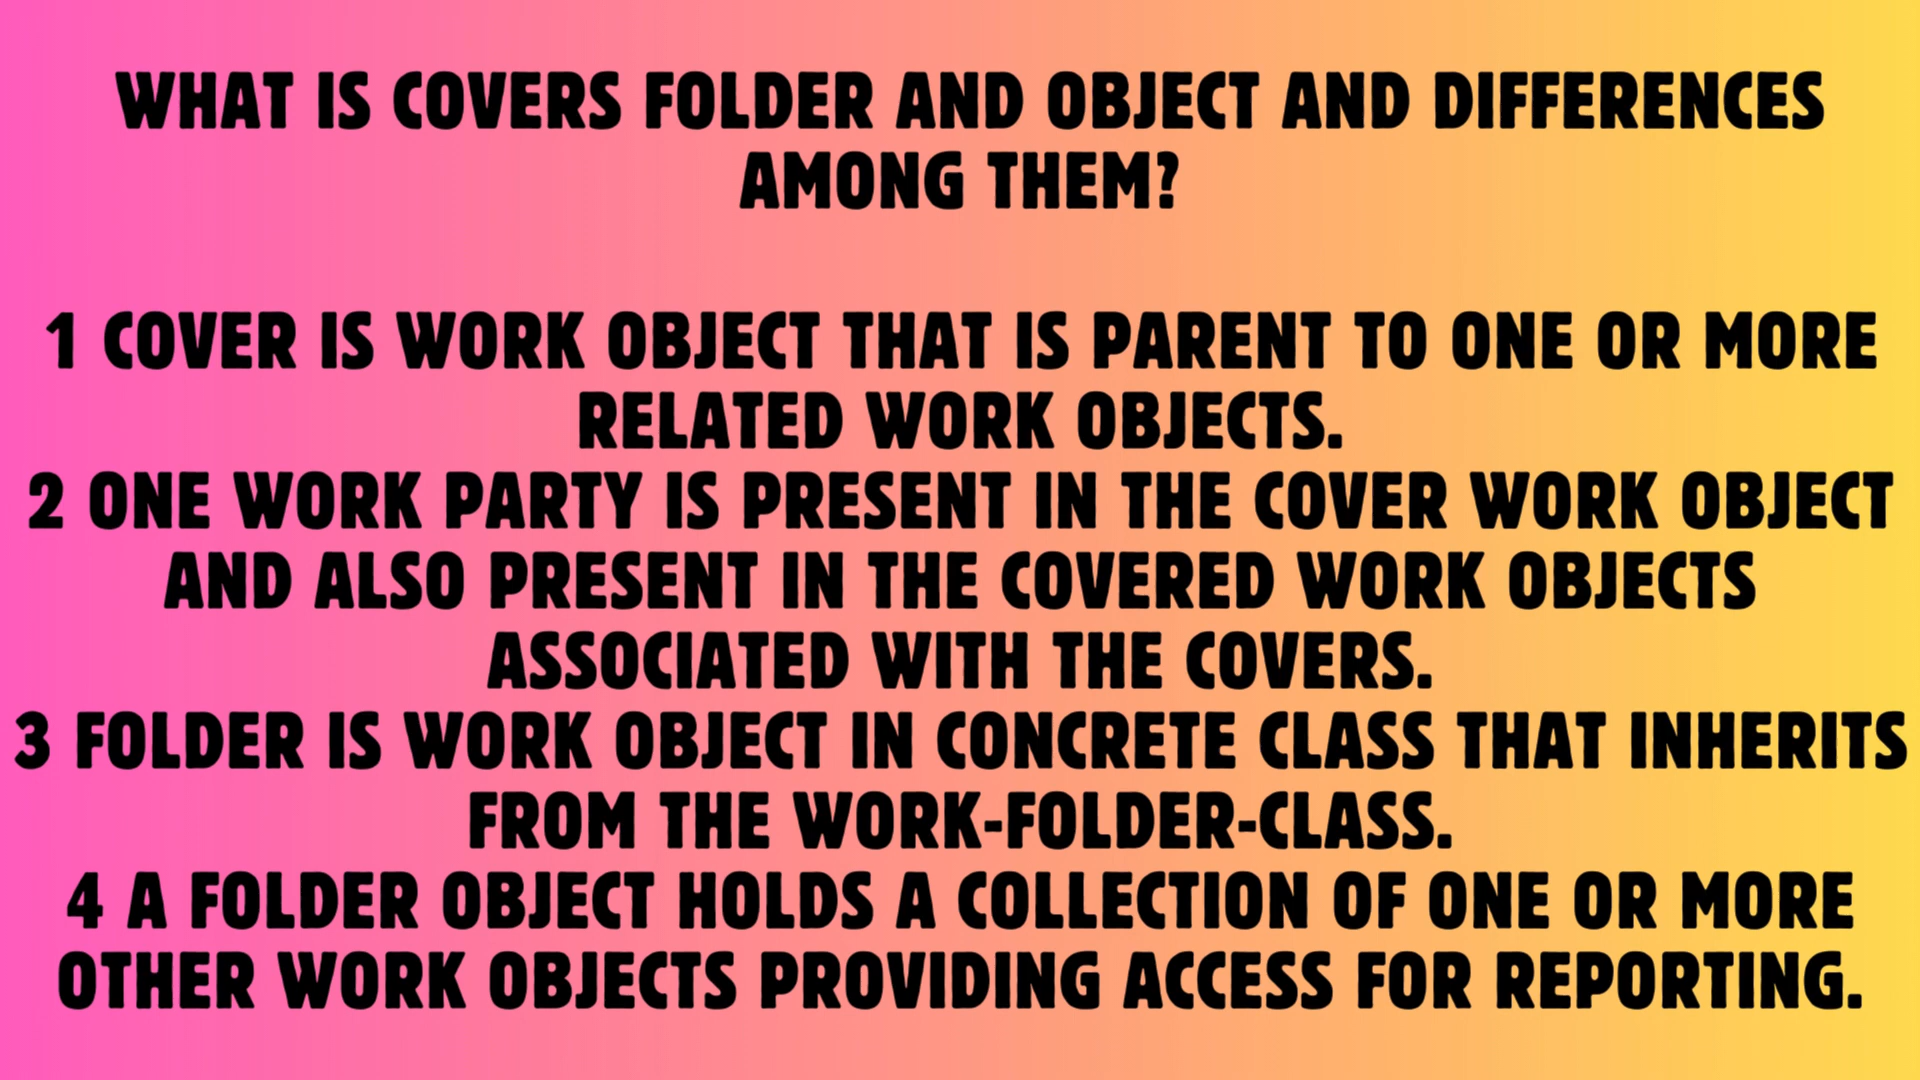 WHAT IS COVERS FOLDER AND OBJECT AND DIFFERENCES
AMONG THEM?
1 COVER IS WORK OBJECT THAT IS PARENT TO ONE OR MORE
RELATED WORK OBJECTS.
2 ONE WORK PARTY IS PRESENT IN THE COVER WORK OBJECT
AND ALSO PRESENT IN THE COVERED WORK OBJECTS
ASSOCIATED WITH THE COVERS.
3 FOLDER IS WORK OBJECT IN CONCRETE CLASS THAT INHERITS
FROM THE WORK-FOLDER-CLASS.
4 A FOLDER OBJECT HOLDS A COLLECTION OF ONE OR MORE
OTHER WORK OBJECTS PROVIDING ACCESS FOR REPORTING.